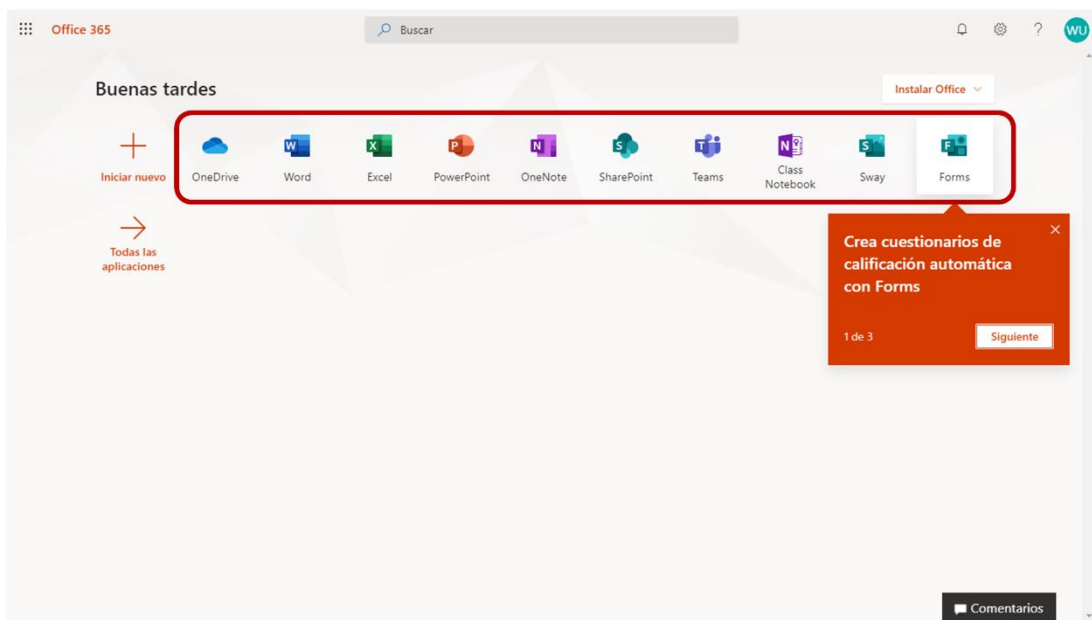 Office 365
Buscar
?
WU
Buenas tardes
Instalar Office
Iniciar nuevo
OneDrive
W
Word
X
Excel
P
PowerPoint
N
OneNote
S
SharePoint
T
Teams
N
Class
Notebook
S
Sway
F
Forms
Todas las
aplicaciones
Crea cuestionarios de
calificación automática
con Forms
1 de 3
Siguiente
Comentarios